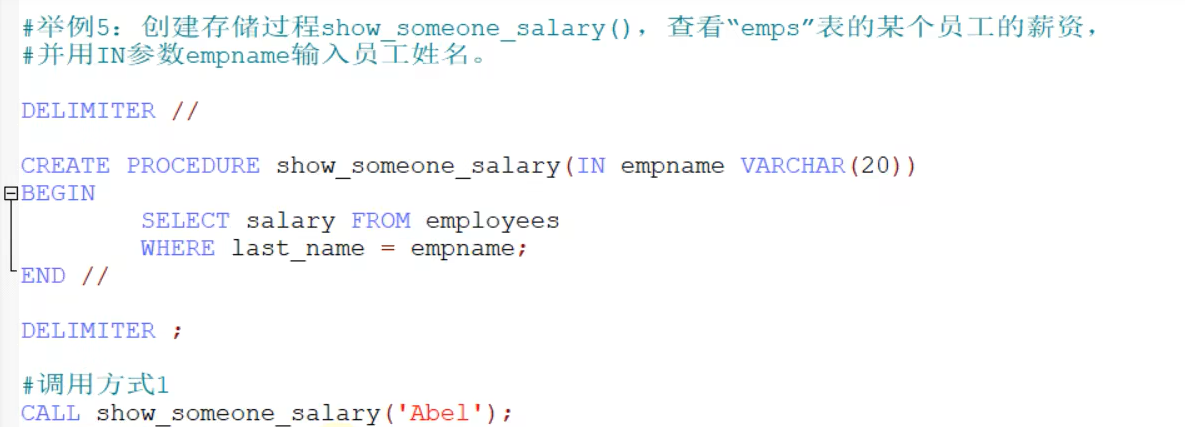 #举例5：创建存储过程show_someone_salary()，查看“emps”表的某个员工的薪资，
#并用IN参数empname输入员工姓名。
DELIMITER //
CREATE PROCEDURE show_someone_salary(IN empname VARCHAR(20))
BEGIN
SELECT salary FROM employees
WHERE last_name = empname;
END //
DELIMITER ;
#调用方式1
CALL show_someone_salary('Abel');